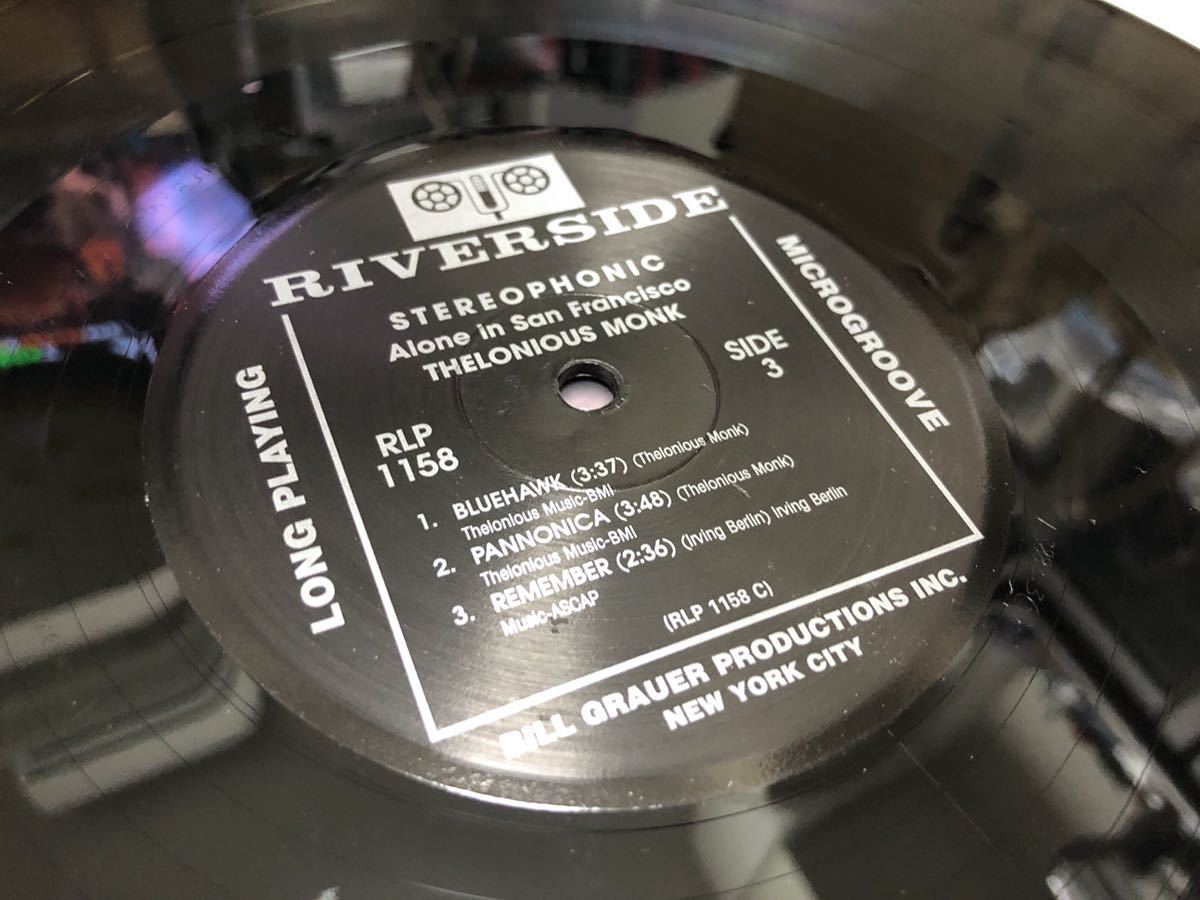 RIVERSIDE
STEREOPHONIC
Alone in San Francisco
THELONIOUS MONK
SIDE
3
RLP
1158
LONG PLAYING
MICROGROOVE
1. BLUEHAWK (3:37) (Thelonious Monk)
Thelonious Music-BMI
2. PANNONICA (3:48) (Thelonious Monk)
Thelonious Music-BMI
3. REMEMBER (2:36) (Irving Berlin) Irving Berlin
Music-ASCAP
(RLP 1158 C)
BILL GRAUER PRODUCTIONS INC.
NEW YORK CITY